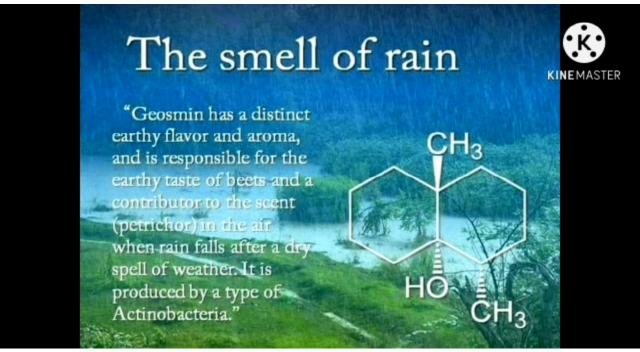 The smell of rain
KINEMASTER
"Geosmin has a distinct
earthy flavor and aroma,
and is responsible for the
earthy taste of beets and a
contributor to the scent
(petrichor) in the air
when rain falls after a dry
spell of weather. It is
produced by a type of
Actinobacteria."
CH3
HO
CH3
K